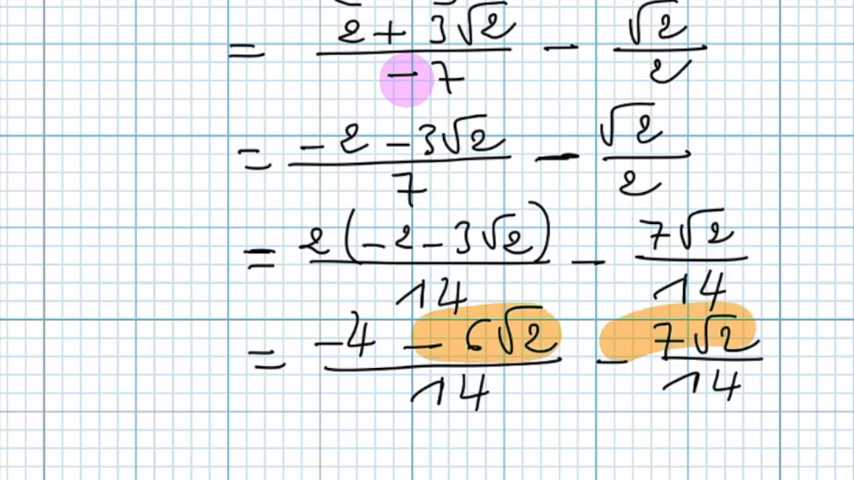 = (2 + 3√2)/(-7) - √2/2
= (-2 - 3√2)/7 - √2/2
= 2(-2 - 3√2)/14 - 7√2/14
= (-4 - 6√2)/14 - 7√2/14